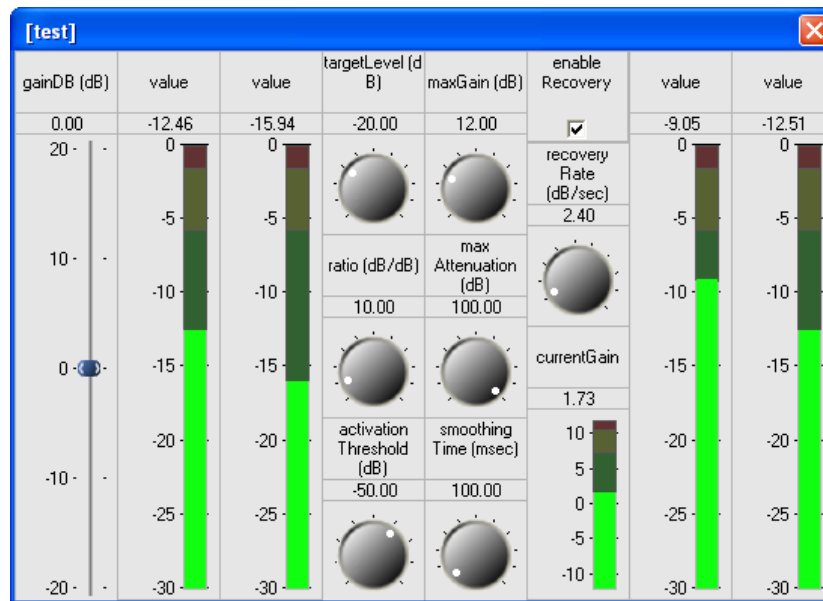 [test]
gainDB (dB)
0.00
20
10
0
-10
-20
value
-12.46
0
-5
-10
-15
-20
-25
-30
value
-15.94
0
-5
-10
-15
-20
-25
-30
targetLevel (d
B)
-20.00
ratio (dB/dB)
10.00
activation
Threshold
(dB)
-50.00
maxGain (dB)
12.00
max
Attenuation
(dB)
100.00
smoothing
Time (msec)
100.00
enable
Recovery
recovery
Rate
(dB/sec)
2.40
currentGain
1.73
10
5
0
-5
-10
value
-9.05
0
-5
-10
-15
-20
-25
-30
value
-12.51
0
-5
-10
-15
-20
-25
-30